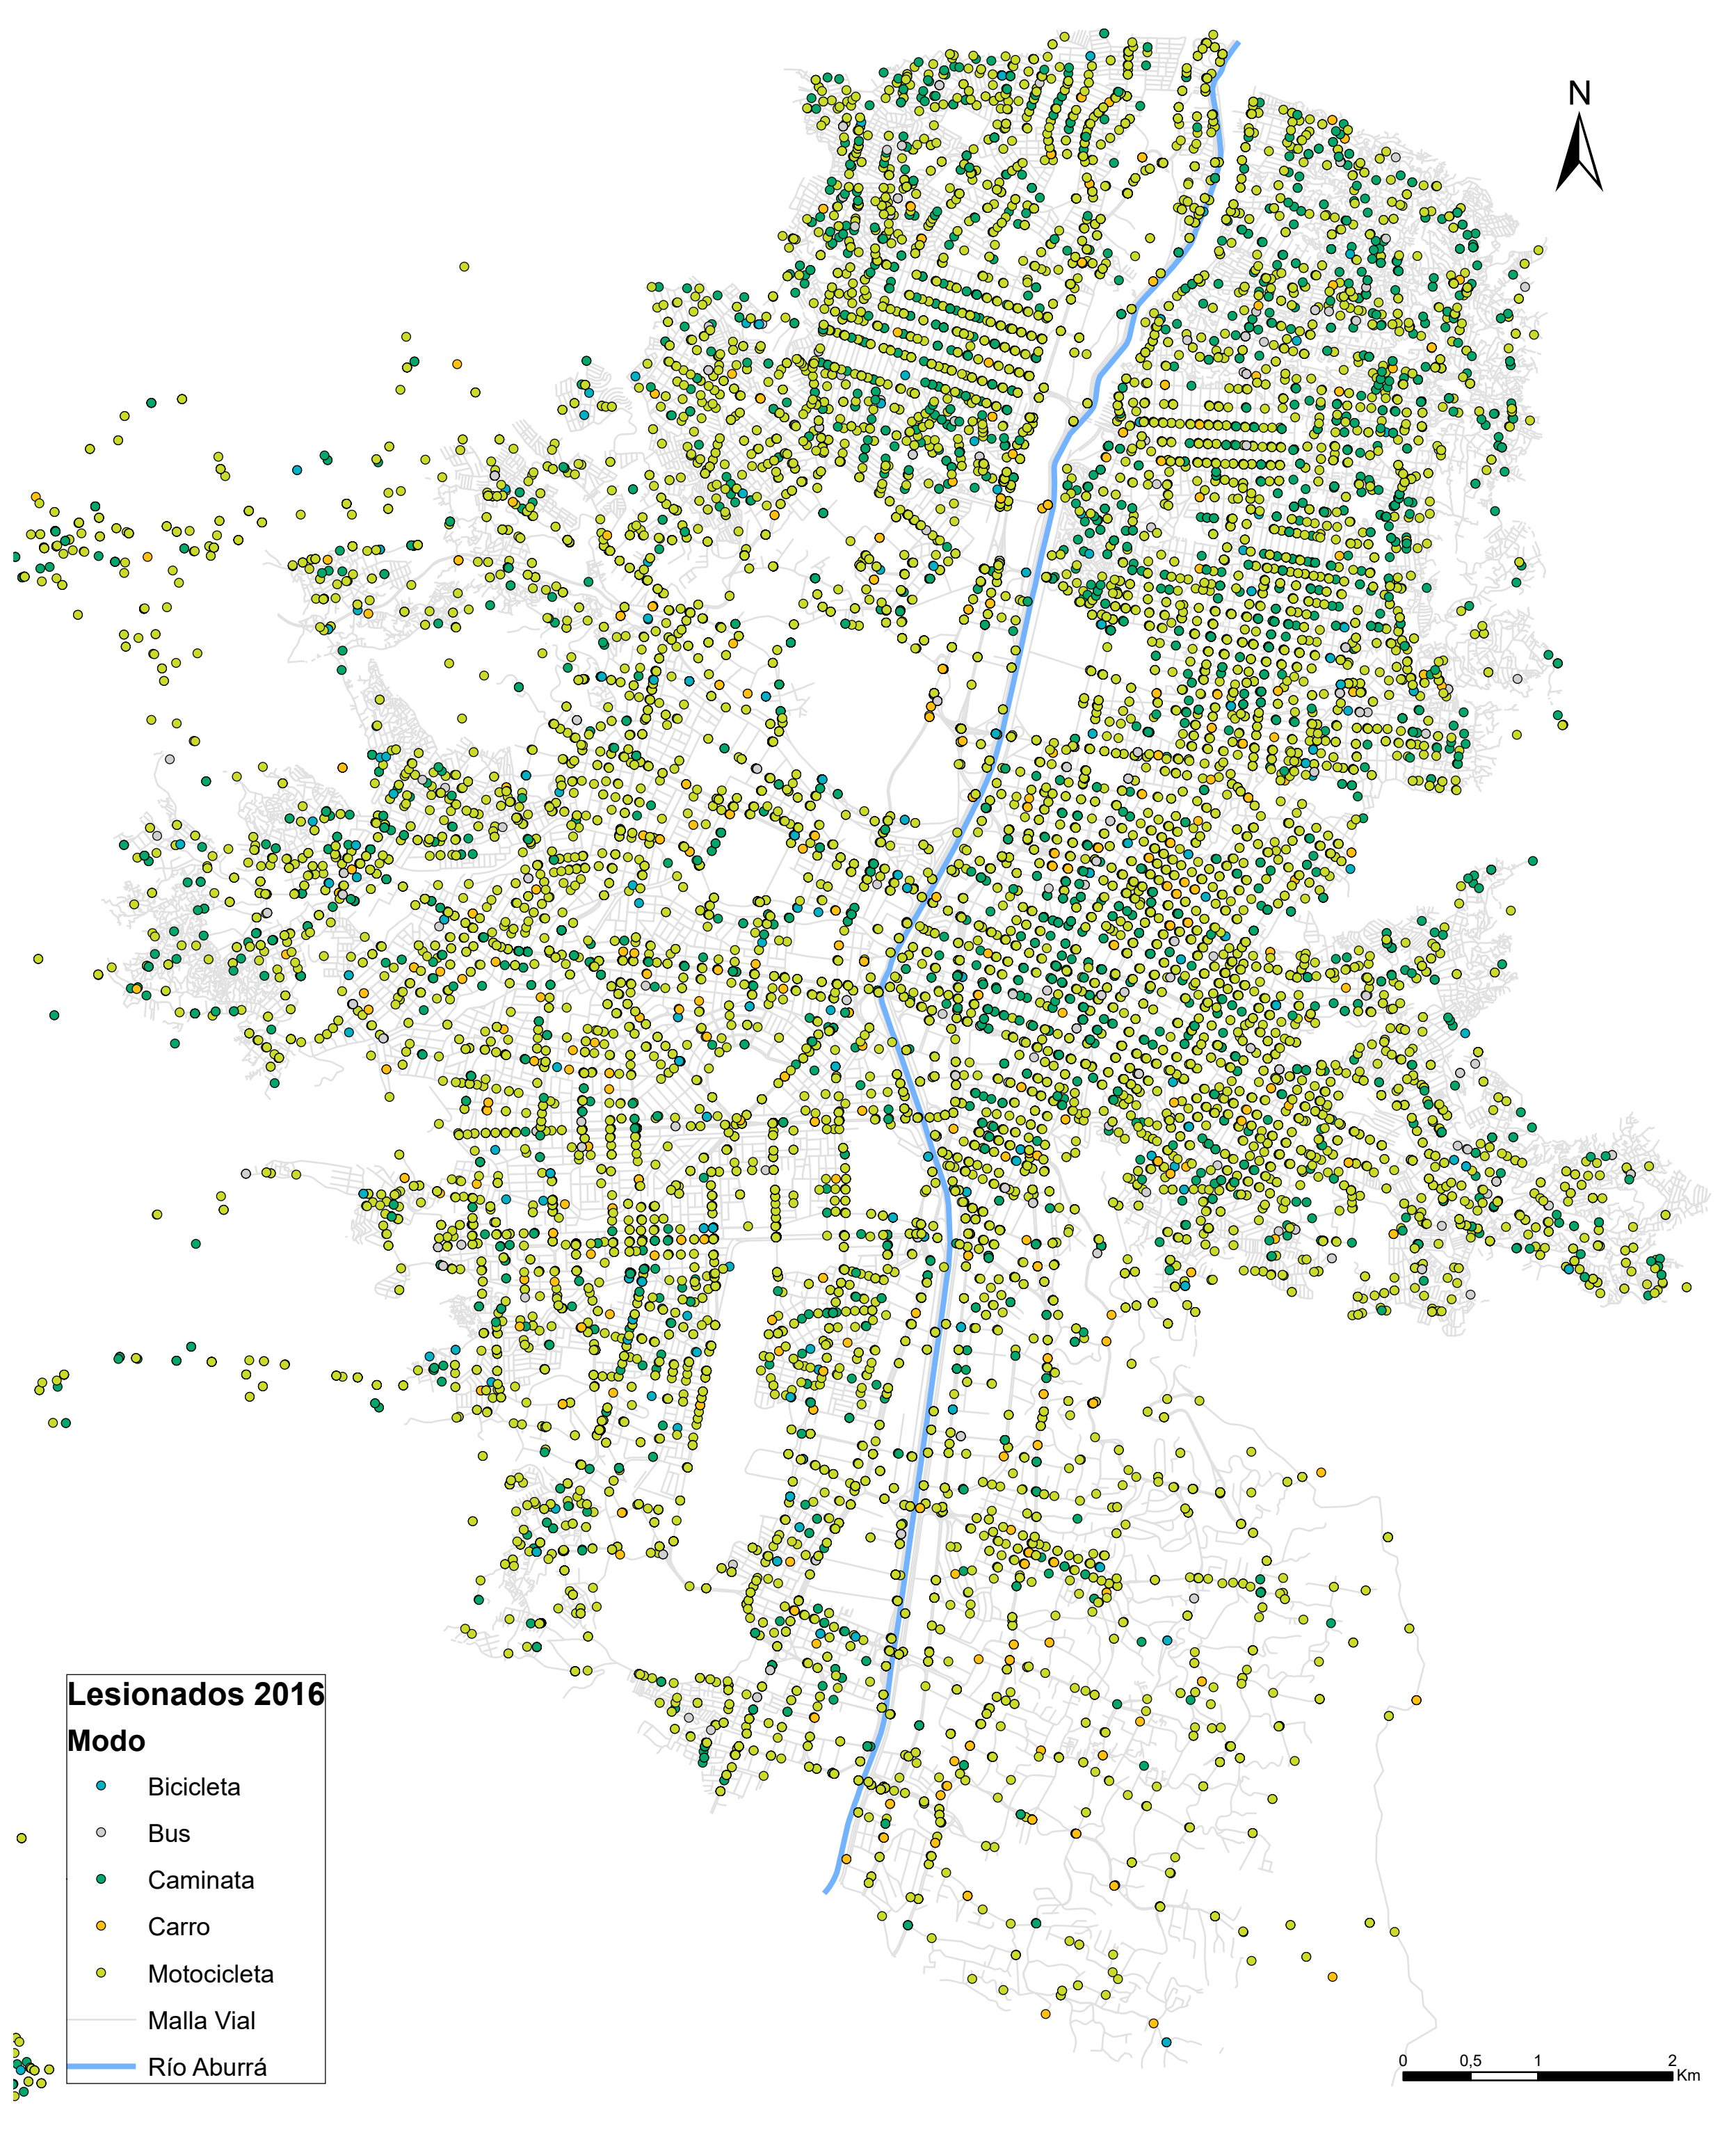 N
Lesionados 2016
Modo
Bicicleta
Bus
Caminata
Carro
Motocicleta
Malla Vial
Río Aburrá
0 0,5 1 2
Km